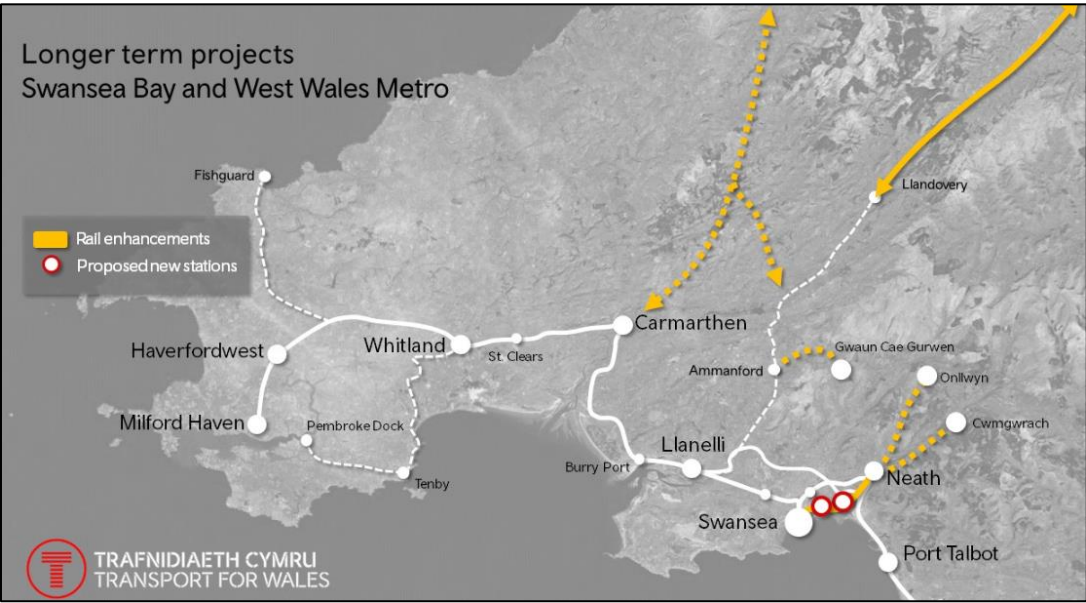 Longer term projects
Swansea Bay and West Wales Metro
Fishguard
Llandovery
Rail enhancements
Proposed new stations
Carmarthen
Haverfordwest
Whitland
St. Clears
Gwaun Cae Gurwen
Ammanford
Onllwyn
Milford Haven
Pembroke Dock
Cwmgwrach
Llanelli
Burry Port
Neath
Tenby
Swansea
Port Talbot
TRAFNIDIAETH CYMRU
TRANSPORT FOR WALES